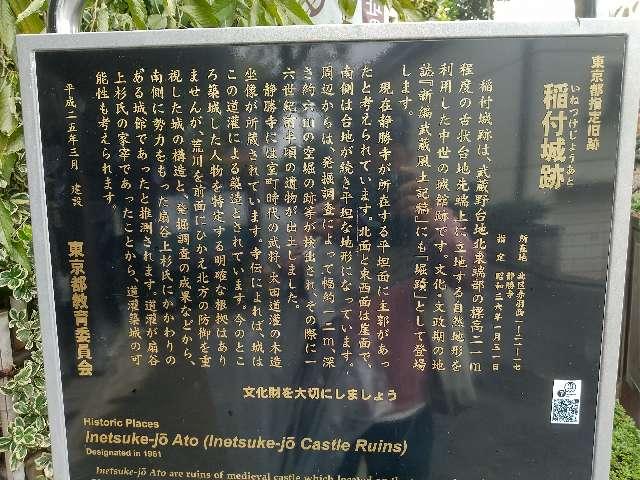 東京都指定旧跡
いねつけじょうあと
稲付城跡
所在地 北区赤羽西一-二一-一七
静勝寺
指定 昭和三六年一月三一日
稲付城跡は、武蔵野台地北東端部の標高二一m
程度の舌状台地先端上に立地する自然地形を
利用した中世の城館跡です。文化・文政期の地
誌『新編武蔵風土記稿』にも「堀蹟」として登場
します。
現在静勝寺が所在する平坦面に主郭があっ
たと考えられています。北面と東西面は崖面で、
南側は台地が続き平坦な地形になっています。
周辺からは、発掘調査によって幅約一二m、深
さ約六mの空堀の跡等が検出され、その際に一
六世紀前半頃の遺物が出土しました。
静勝寺には室町時代の武将、太田道灌の木造
坐像が所蔵されています。寺伝によれば、城は
この道灌による築造とされています。今のとこ
ろ築城した人物を特定する明確な根拠はあり
ませんが、荒川を前面にひかえ北方の防御を重
視した城の構造と、発掘調査の成果などから、
南側に勢力をもった扇谷上杉氏にかかわりの
ある城館であったと推測されます。道灌が扇谷
上杉氏の家宰であったことから、道灌築城の可
能性も考えられます。
平成二五年三月 建設
東京都教育委員会
文化財を大切にしましょう
Historic Places
Inetsuke-jō Ato (Inetsuke-jō Castle Ruins)
Designated in 1961
Inetsuke-jō Ato are ruins of medieval castle which located on the